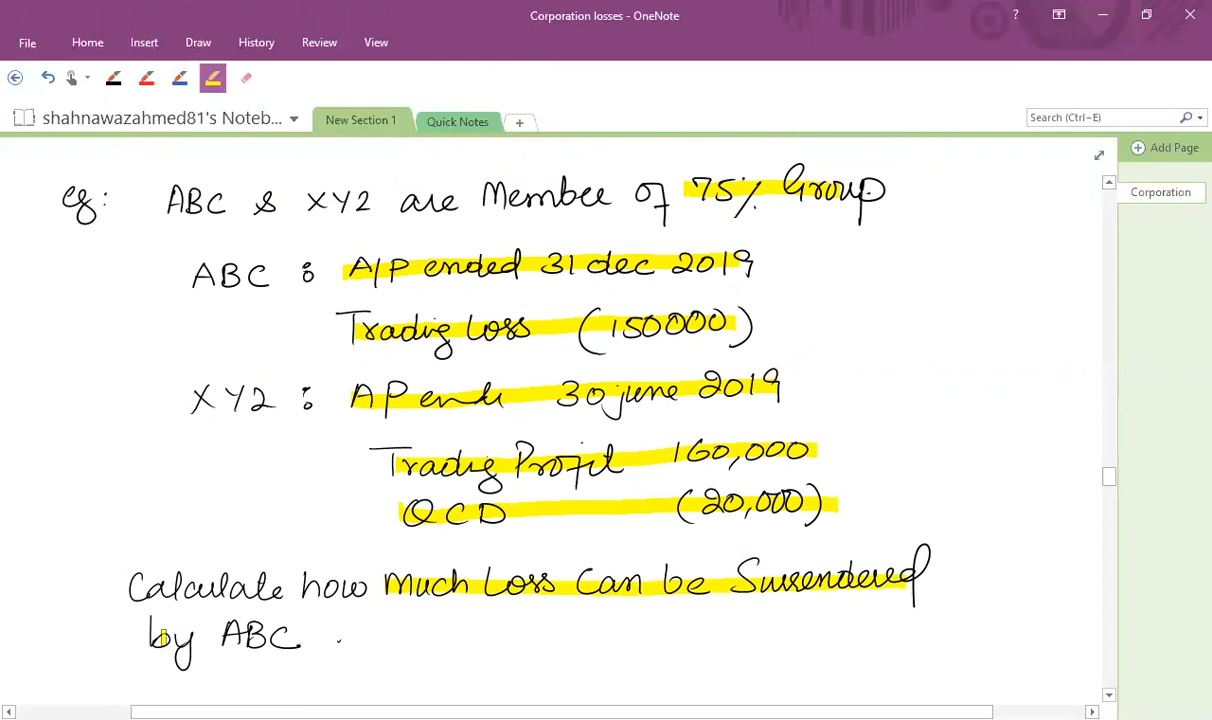 Corporation losses - OneNote
?
File Home Insert Draw History Review View
shahnawazahmed81's Noteb... New Section 1 Quick Notes + Search (Ctrl+E)
Add Page
Corporation
eg: ABC & XYZ are Member of 75% Group
ABC : A/P ended 31 dec 2019
Trading Loss (150000)
XYZ : AP ends 30 june 2019
Trading Profit 160,000
QCD (20,000)
Calculate how much Loss Can be Surrendered
by ABC .